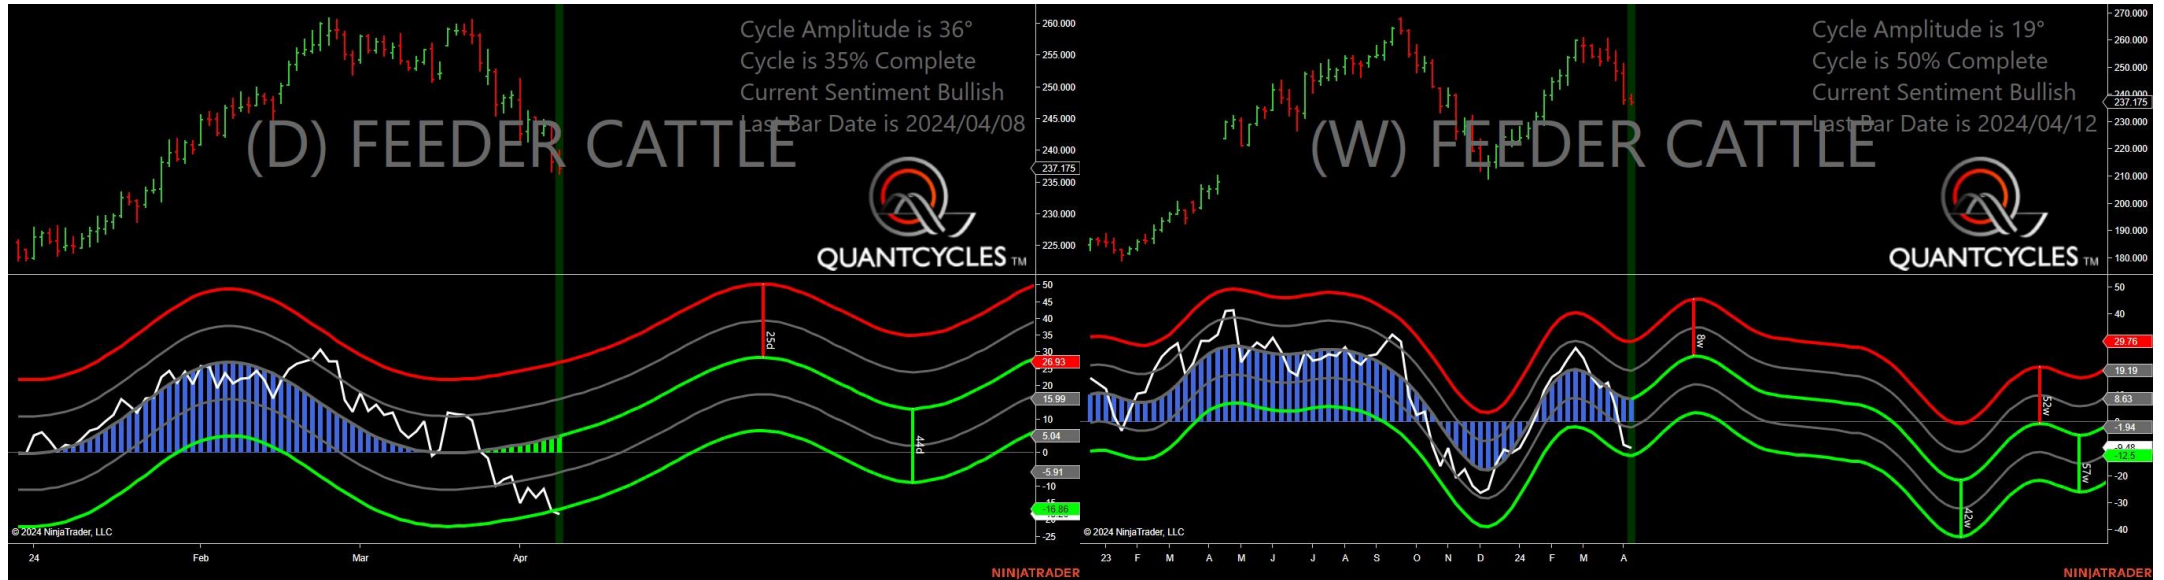 Cycle Amplitude is 36°
Cycle is 35% Complete
Current Sentiment Bullish
Last Bar Date is 2024/04/08
(D) FEEDER CATTLE
QUANTCYCLES TM
260.000
255.000
250.000
245.000
240.000
237.175
235.000
230.000
225.000
25d
44d
50
45
40
35
30
26.93
25
20
15.99
10
5.04
0
-5.91
-10
-15
-16.86
-25
© 2024 NinjaTrader, LLC
24 Feb Mar Apr
NINJATRADER
Cycle Amplitude is 19°
Cycle is 50% Complete
Current Sentiment Bullish
Last Bar Date is 2024/04/12
(W) FEEDER CATTLE
QUANTCYCLES TM
270.000
260.000
250.000
240.000
237.175
230.000
220.000
210.000
200.000
190.000
180.000
8w
42w
52w
57w
50
40
29.76
19.19
8.63
-1.94
-12.5
-20
-30
-40
© 2024 NinjaTrader, LLC
23 F M A M J J A S O N D 24 F M A
NINJATRADER